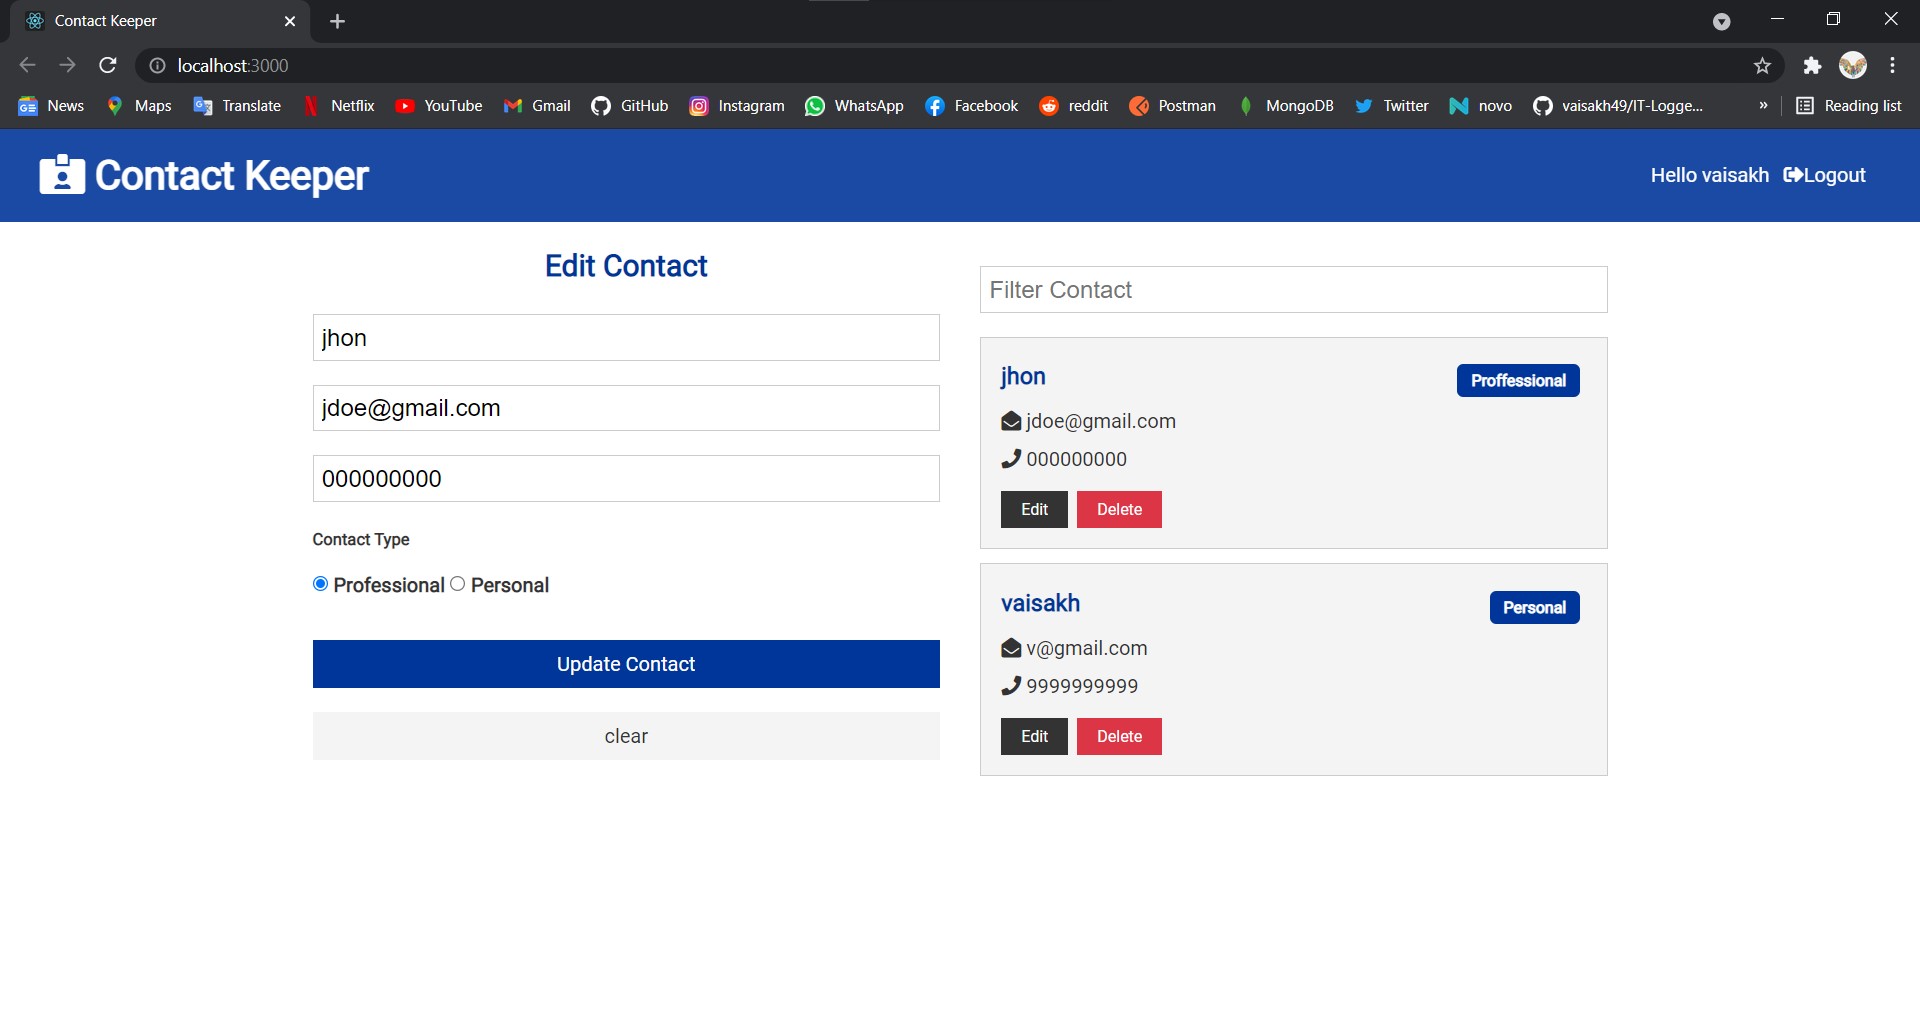 Contact Keeper
localhost:3000
News Maps Translate Netflix YouTube Gmail GitHub Instagram WhatsApp Facebook reddit Postman MongoDB Twitter novo vaisakh49/IT-Logge... » Reading list
Contact Keeper
Hello vaisakh Logout
Edit Contact
jhon
jdoe@gmail.com
000000000
Contact Type
Professional Personal
Update Contact
clear
Filter Contact
jhon
Proffessional
jdoe@gmail.com
000000000
Edit Delete
vaisakh
Personal
v@gmail.com
9999999999
Edit Delete